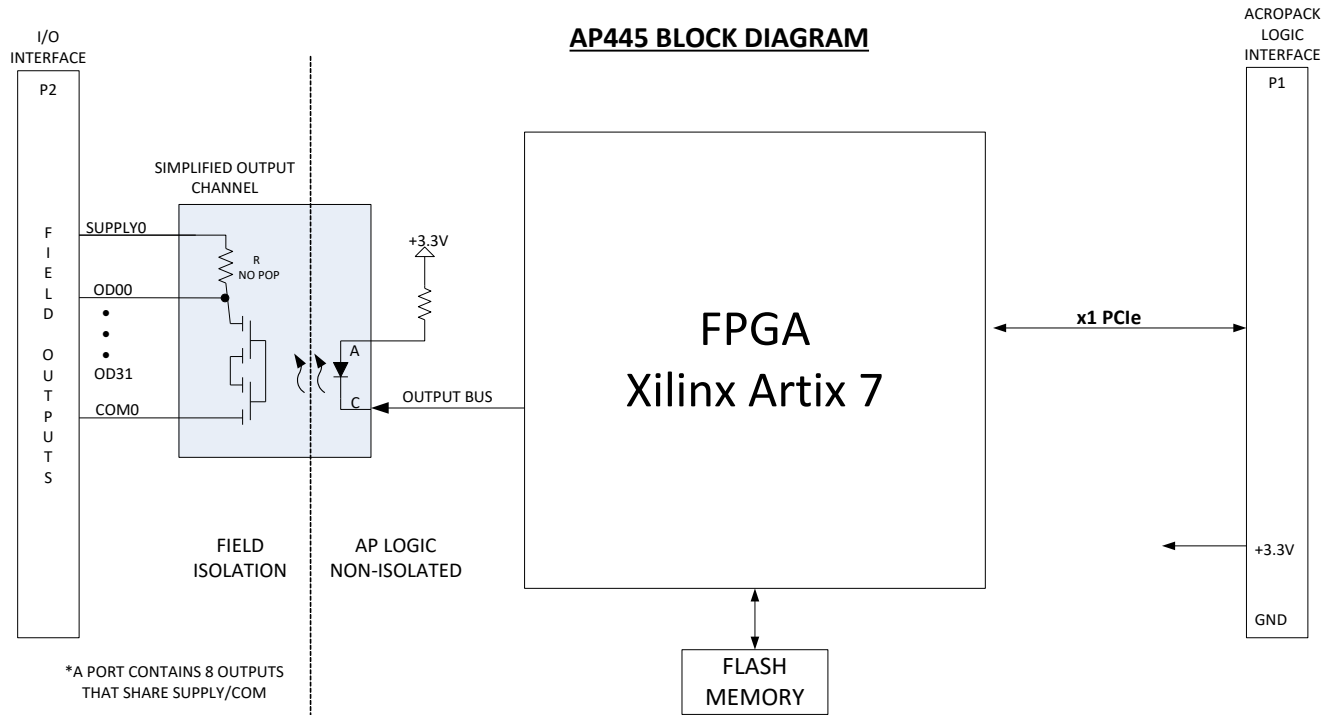 AP445 BLOCK DIAGRAM
I/O
INTERFACE
P2
FIELD OUTPUTS
SIMPLIFIED OUTPUT
CHANNEL
SUPPLY0
R
NO POP
OD00
OD31
COM0
+3.3V
A
C
OUTPUT BUS
FIELD
ISOLATION
AP LOGIC
NON-ISOLATED
*A PORT CONTAINS 8 OUTPUTS
THAT SHARE SUPPLY/COM
FPGA
Xilinx Artix 7
FLASH
MEMORY
x1 PCIe
ACROPACK
LOGIC
INTERFACE
P1
+3.3V
GND